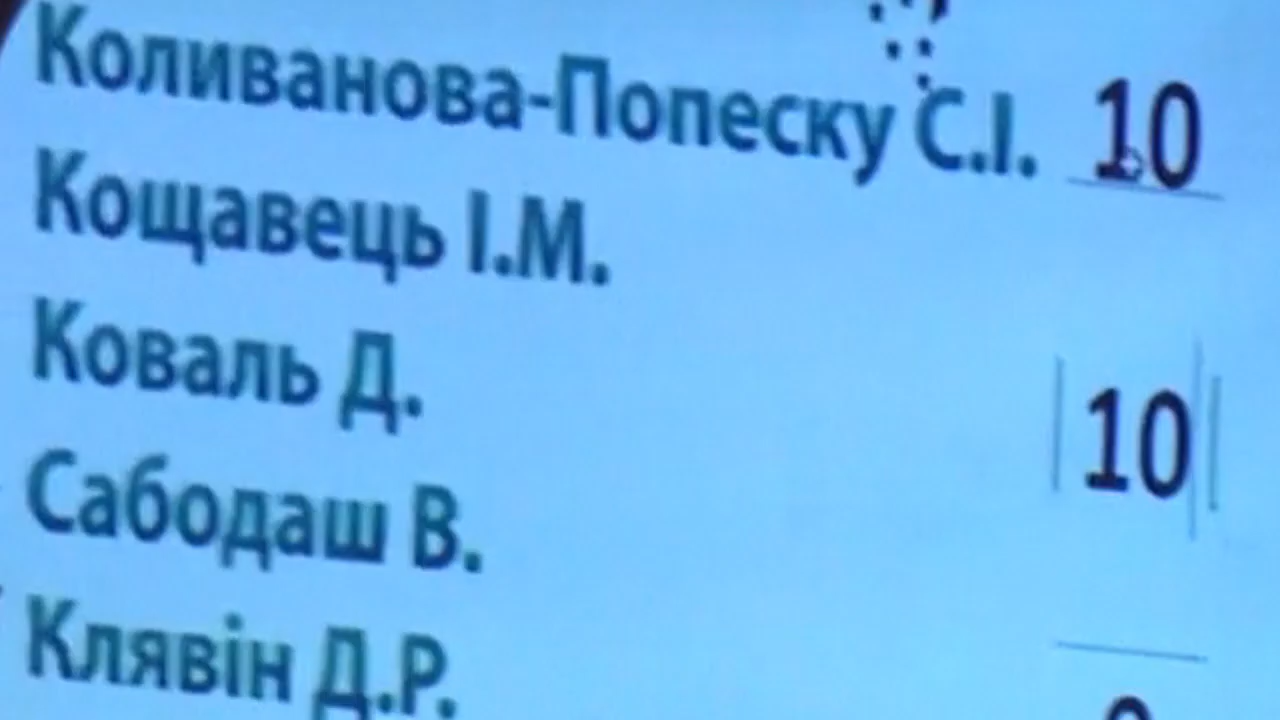 Коливанова-Попеску С.І. 10
Кощавець І.М.
Коваль Д. 10
Сабодаш В.
Клявін Д.Р.